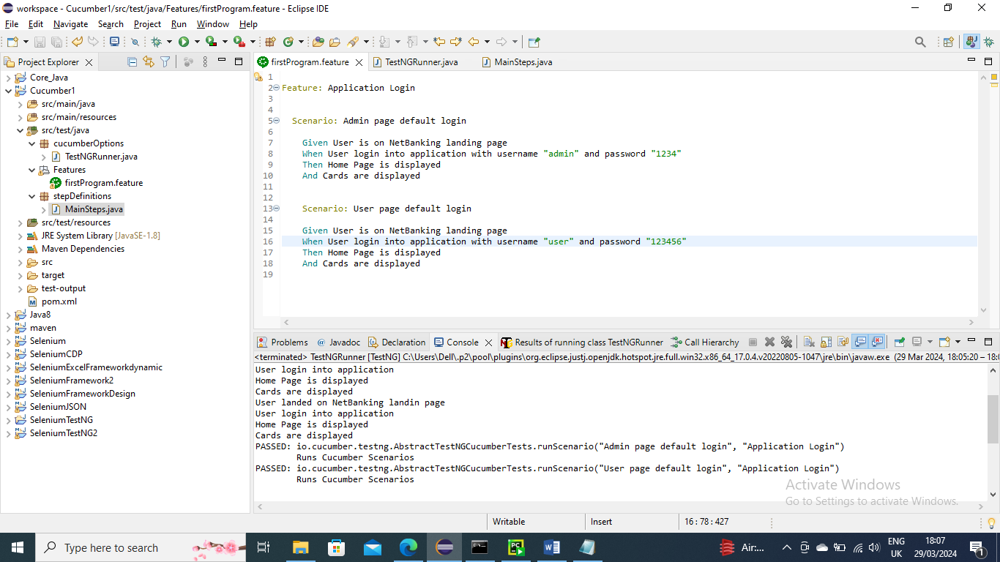 workspace - Cucumber1/src/test/java/Features/firstProgram.feature - Eclipse IDE
File Edit Navigate Search Project Run Window Help
Project Explorer
Core_Java
Cucumber1
src/main/java
src/main/resources
src/test/java
cucumberOptions
TestNGRunner.java
Features
firstProgram.feature
stepDefinitions
MainSteps.java
src/test/resources
JRE System Library [JavaSE-1.8]
Maven Dependencies
src
target
test-output
pom.xml
Java8
maven
Selenium
SeleniumCDP
SeleniumExcelFrameworkdynamic
SeleniumFramework2
SeleniumFrameworkDesign
SeleniumJSON
SeleniumTestNG
SeleniumTestNG2
firstProgram.feature TestNGRunner.java MainSteps.java
1
2 Feature: Application Login
3
4
5 Scenario: Admin page default login
6
7 Given User is on NetBanking landing page
8 When User login into application with username "admin" and password "1234"
9 Then Home Page is displayed
10 And Cards are displayed
11
12
13 Scenario: User page default login
14
15 Given User is on NetBanking landing page
16 When User login into application with username "user" and password "123456"
17 Then Home Page is displayed
18 And Cards are displayed
19
Problems @ Javadoc Declaration Console Results of running class TestNGRunner Call Hierarchy
<terminated> TestNGRunner [TestNG] C:\Users\Dell\.p2\pool\plugins\org.eclipse.justj.openjdk.hotspot.jre.full.win32.x86_64_17.0.4.v20220805-1047\jre\bin\javaw.exe (29 Mar 2024, 18:05:20 – 18:0
User login into application
Home Page is displayed
Cards are displayed
User landed on NetBanking landin page
User login into application
Home Page is displayed
Cards are displayed
PASSED: io.cucumber.testng.AbstractTestNGCucumberTests.runScenario("Admin page default login", "Application Login")
Runs Cucumber Scenarios
PASSED: io.cucumber.testng.AbstractTestNGCucumberTests.runScenario("User page default login", "Application Login")
Runs Cucumber Scenarios
Activate Windows
Go to Settings to activate Windows.
Writable Insert 16 : 78 : 427
Type here to search
Air:...
ENG
UK
18:07
29/03/2024
1